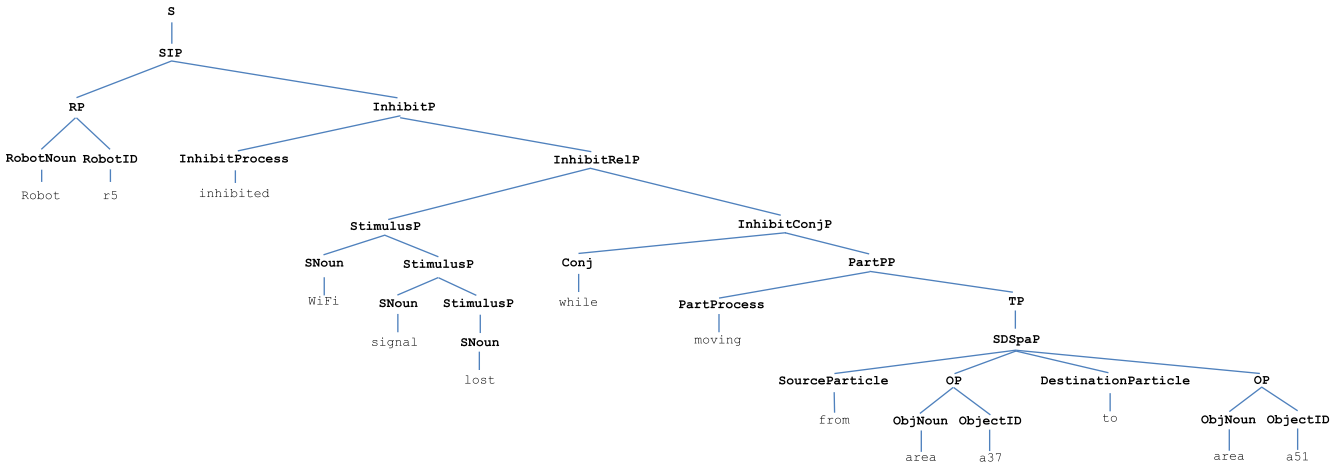 S
SIP
RP InhibitP
RobotNoun RobotID InhibitProcess InhibitRelP
Robot r5 inhibited
StimulusP InhibitConjP
SNoun StimulusP Conj PartPP
WiFi SNoun StimulusP while PartProcess TP
signal SNoun moving SDSpaP
lost SourceParticle OP DestinationParticle OP
from ObjNoun ObjectID to ObjNoun ObjectID
area a37 area a51